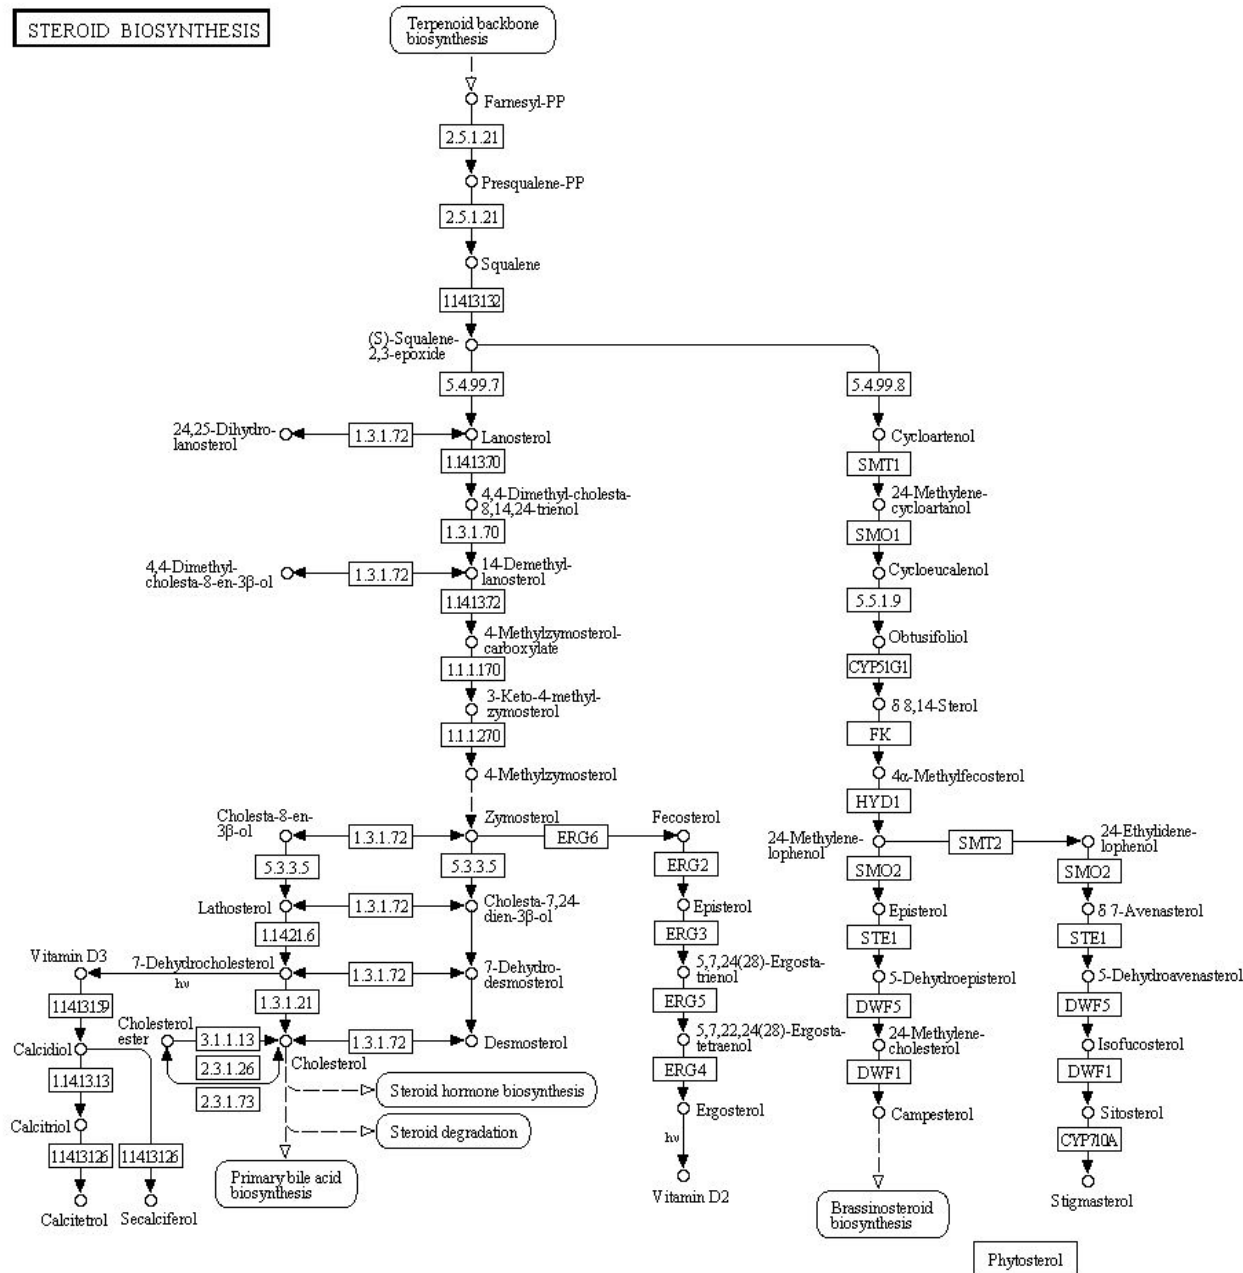 STEROID BIOSYNTHESIS
Terpenoid backbone
biosynthesis
Farnesyl-PP
2.5.1.21
Presqualene-PP
2.5.1.21
Squalene
1.14.13.132
(S)-Squalene-
2,3-epoxide
5.4.99.7
5.4.99.8
24,25-Dihydro-
lanosterol
1.3.1.72
Lanosterol
Cycloartenol
1.14.13.70
SMT1
4,4-Dimethyl-cholesta-
8,14,24-trienol
24-Methylene-
cycloartanol
1.3.1.70
SMO1
4,4-Dimethyl-
cholesta-8-en-3β-ol
1.3.1.72
14-Demethyl-
lanosterol
Cycloeucalenol
1.14.13.72
5.5.1.9
4-Methylzymosterol-
carboxylate
Obtusifoliol
1.1.1.170
CYP51G1
3-Keto-4-methyl-
zymosterol
δ 8,14-Sterol
1.1.1.270
FK
4-Methylzymosterol
4α-Methylfecosterol
HYD1
Cholesta-8-en-
3β-ol
1.3.1.72
Zymosterol
ERG6
Fecosterol
24-Methylene-
lophenol
SMT2
24-Ethylidene-
lophenol
5.3.3.5
5.3.3.5
ERG2
SMO2
SMO2
Lathosterol
1.3.1.72
Cholesta-7,24-
dien-3β-ol
Episterol
Episterol
δ 7-Avenasterol
1.14.21.6
ERG3
STE1
STE1
Vitamin D3
7-Dehydrocholesterol
hν
1.3.1.72
7-Dehydro-
desmosterol
5,7,24(28)-Ergosta-
trienol
5-Dehydroepisterol
5-Dehydroavenasterol
1.14.13.159
1.3.1.21
ERG5
DWF5
DWF5
Cholesterol
ester
3.1.1.13
Calcidiol
Cholesterol
1.3.1.72
Desmosterol
5,7,22,24(28)-Ergosta-
tetraenol
24-Methylene-
cholesterol
Isofucosterol
2.3.1.26
1.14.13.13
2.3.1.73
ERG4
DWF1
DWF1
Steroid hormone biosynthesis
Calcitriol
Steroid degradation
Ergosterol
Campesterol
Sitosterol
hν
CYP710A
1.14.13.126
1.14.13.126
Primary bile acid
biosynthesis
Calcitetrol
Secalciferol
Vitamin D2
Brassinosteroid
biosynthesis
Stigmasterol
Phytosterol